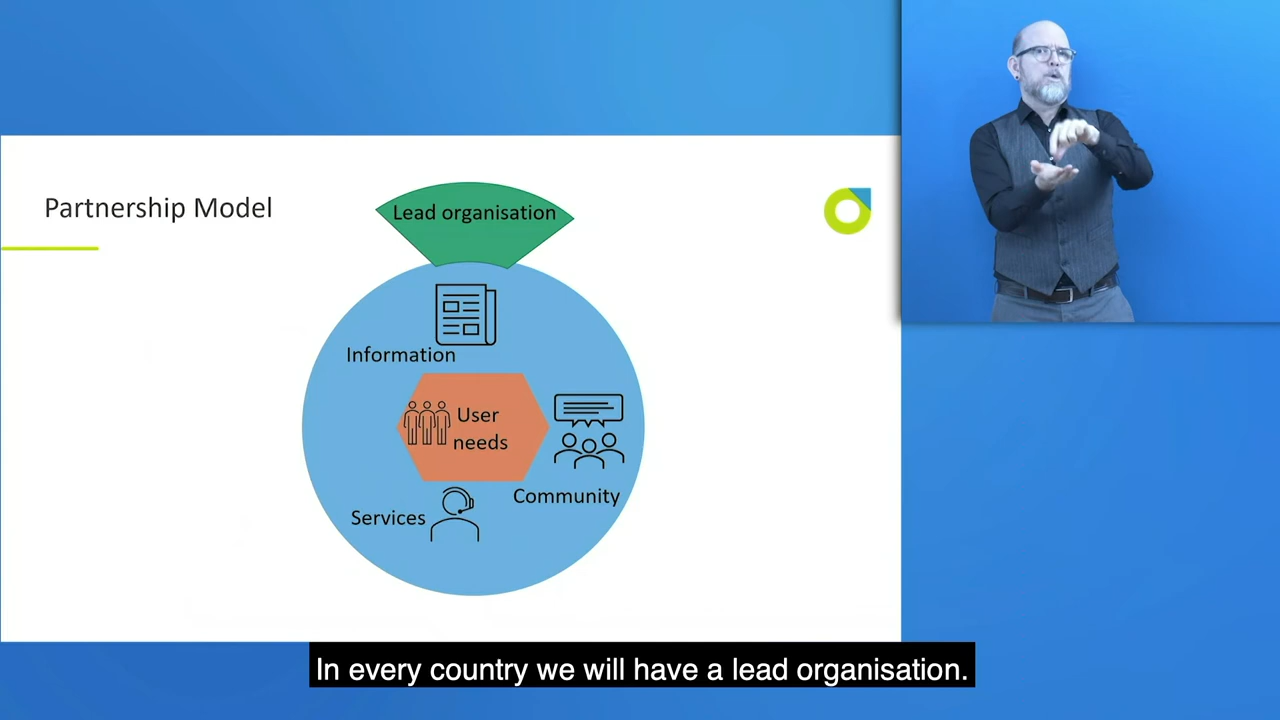 Partnership Model
Lead organisation
Information
User
needs
Community
Services
In every country we will have a lead organisation.